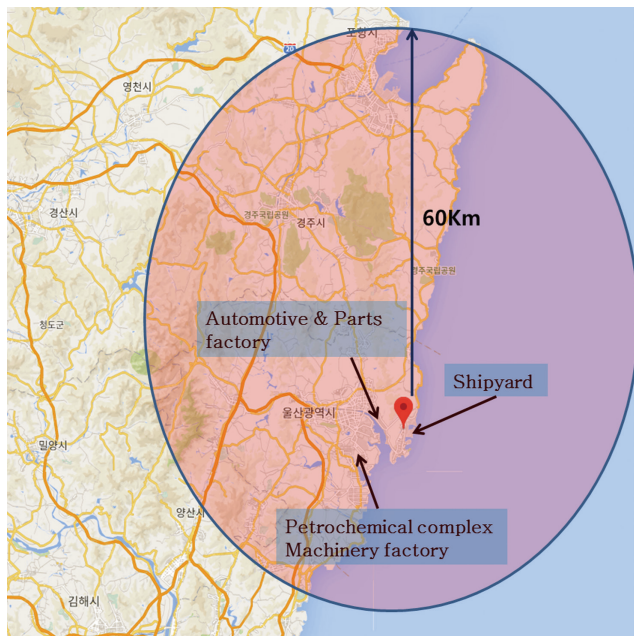 포항시
20
영천시
경산시
경주국립공원
경주시
60Km
경주국립공원
Automotive & Parts
factory
청도군
Shipyard
울산광역시
밀양시
양산시
Petrochemical complex
Machinery factory
김해시